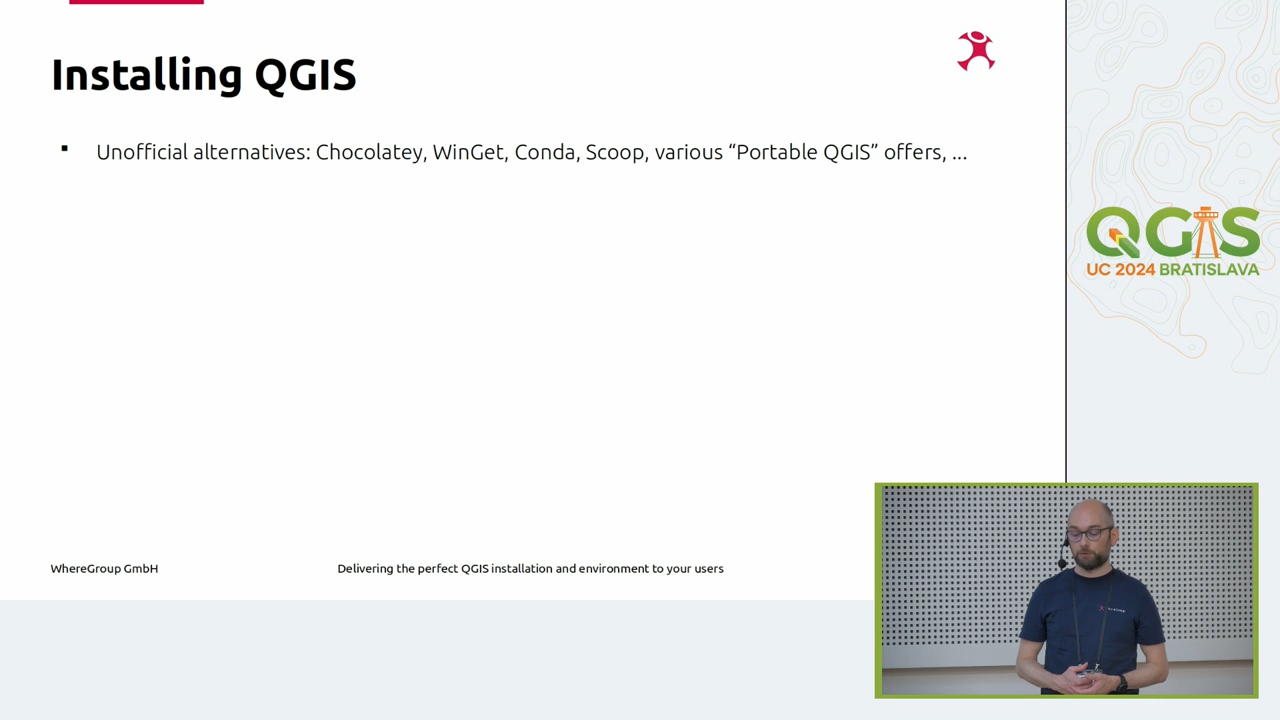 Installing QGIS
▪ Unofficial alternatives: Chocolatey, WinGet, Conda, Scoop, various “Portable QGIS” offers, ...
QGIS
UC 2024 BRATISLAVA
WhereGroup GmbH
Delivering the perfect QGIS installation and environment to your users